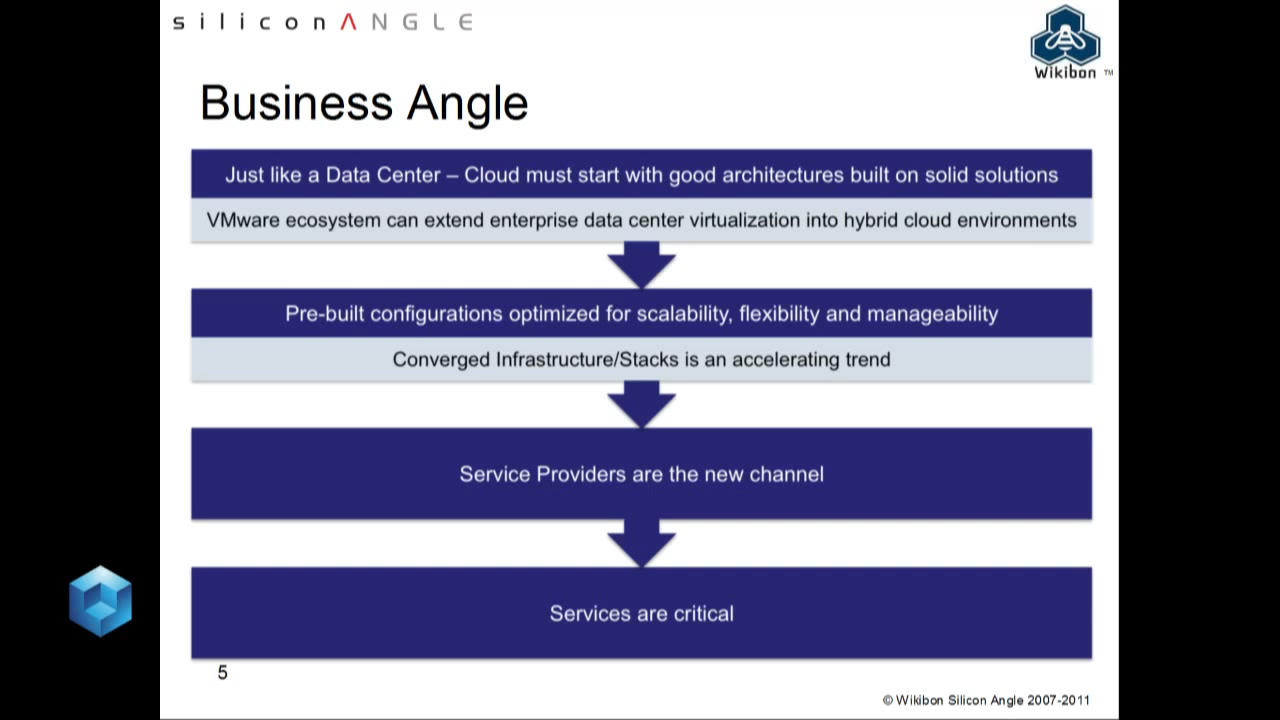 siliconANGLE
Wikibon TM
Business Angle
Just like a Data Center – Cloud must start with good architectures built on solid solutions
VMware ecosystem can extend enterprise data center virtualization into hybrid cloud environments
Pre-built configurations optimized for scalability, flexibility and manageability
Converged Infrastructure/Stacks is an accelerating trend
Service Providers are the new channel
Services are critical
5
© Wikibon Silicon Angle 2007-2011